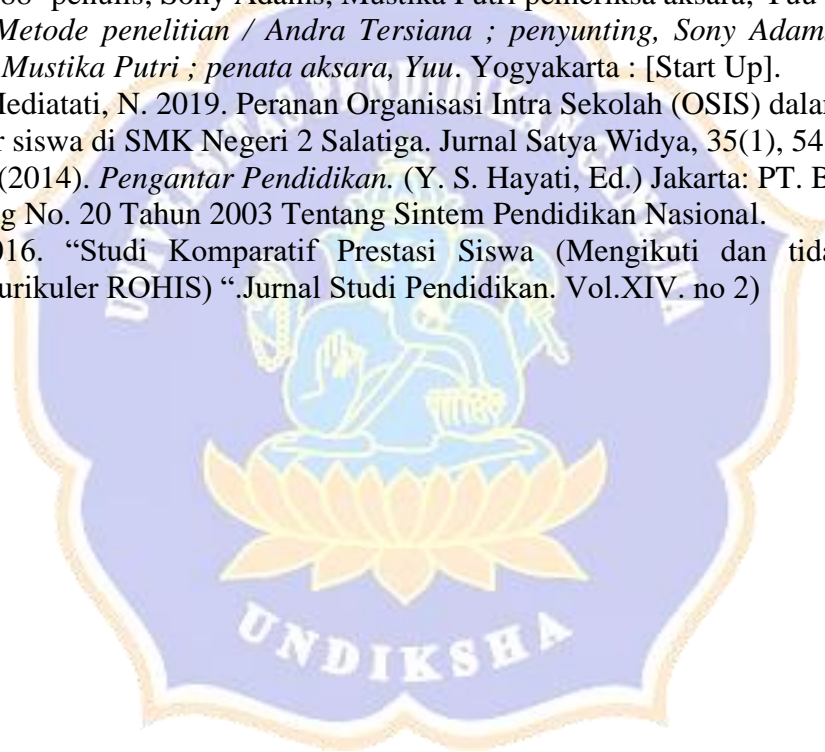 penulis, Sony Adams, Mustika Putri pemeriksa aksara, Yuu
Metode penelitian / Andra Tersiana ; penyunting, Sony Adam
Mustika Putri ; penata aksara, Yuu. Yogyakarta : [Start Up].
Mediatati, N. 2019. Peranan Organisasi Intra Sekolah (OSIS) dalam
r siswa di SMK Negeri 2 Salatiga. Jurnal Satya Widya, 35(1), 54
(2014). Pengantar Pendidikan. (Y. S. Hayati, Ed.) Jakarta: PT. B
g No. 20 Tahun 2003 Tentang Sintem Pendidikan Nasional.
016. “Studi Komparatif Prestasi Siswa (Mengikuti dan tida
urikuler ROHIS) “.Jurnal Studi Pendidikan. Vol.XIV. no 2)
UNDIKSHA